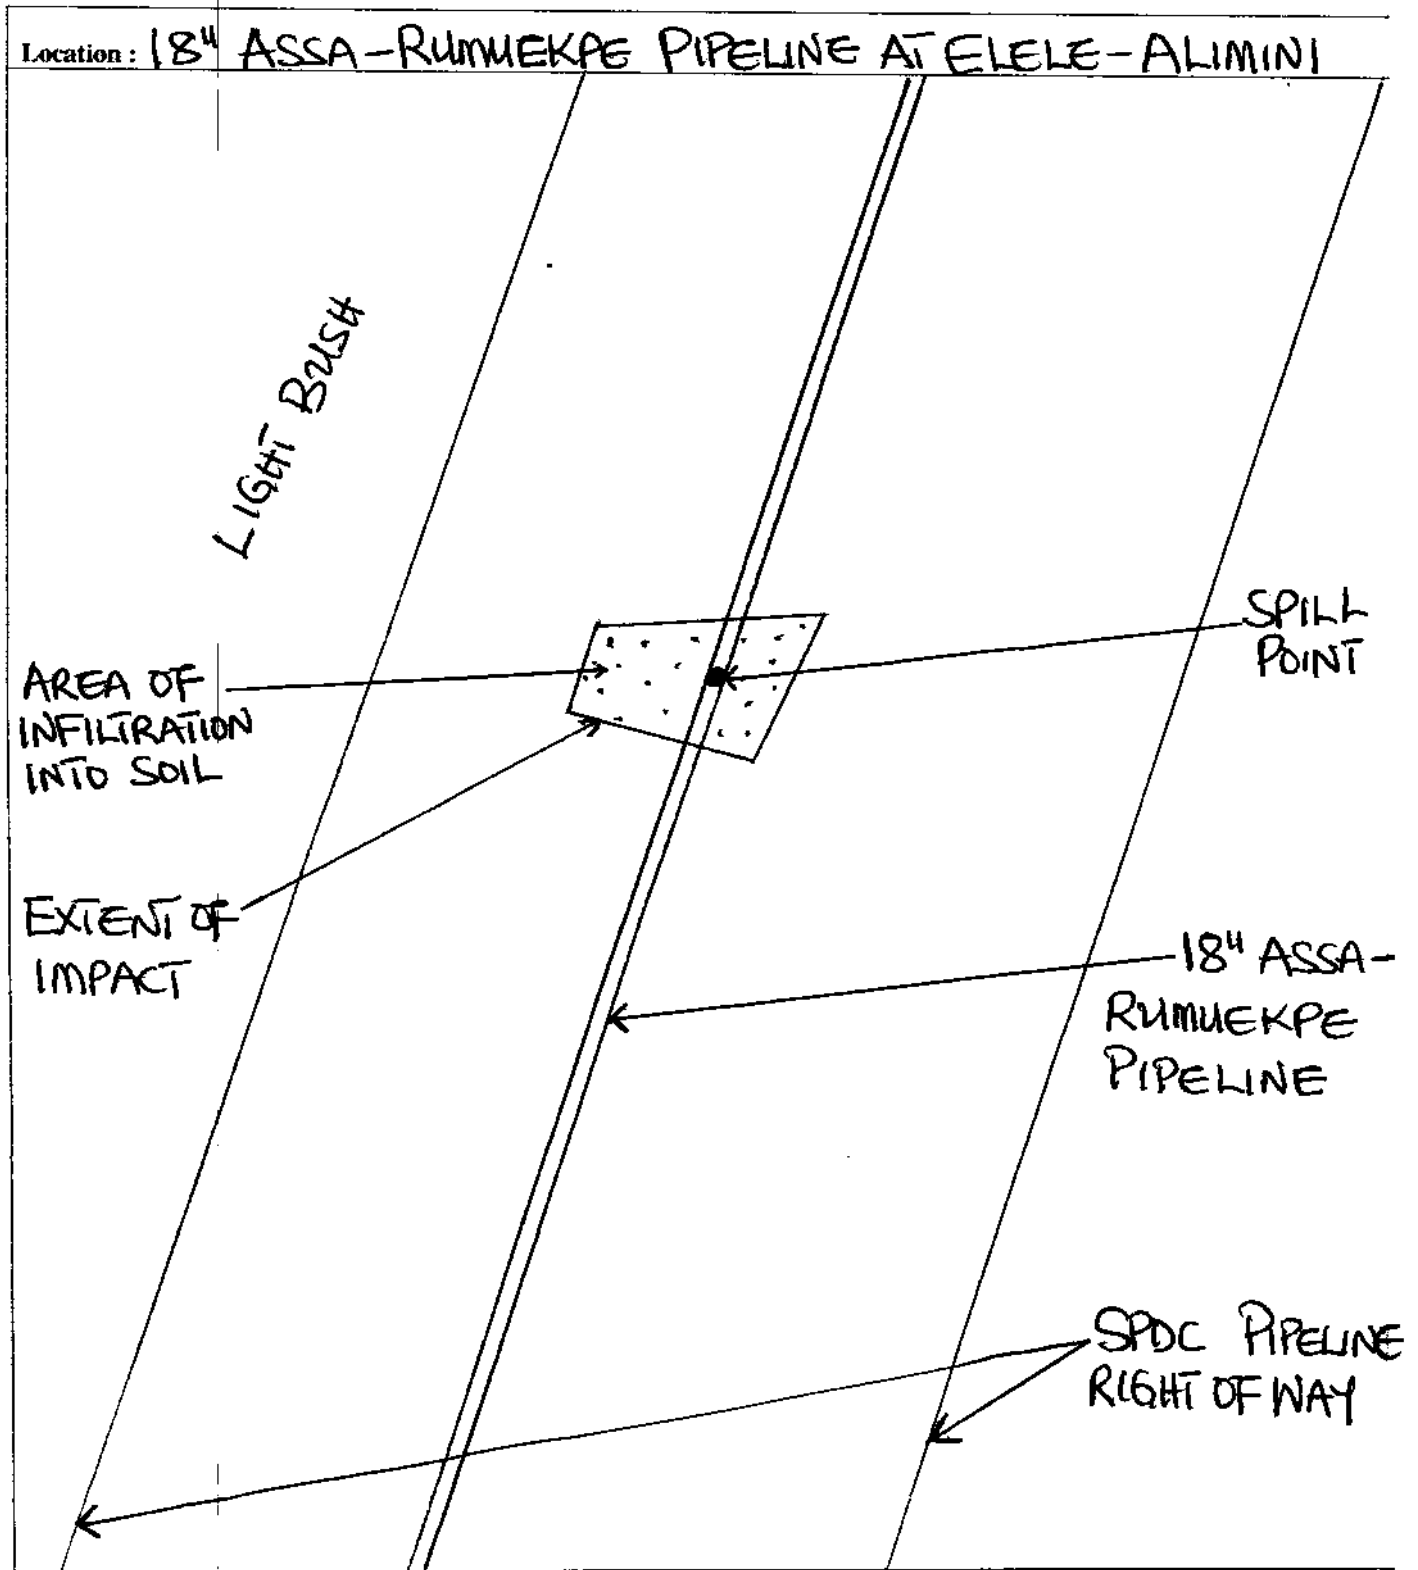 Location : 18" ASSA-RUMUEKPE PIPELINE AT ELELE-ALIMINI
LIGHT BUSH
SPILL
POINT
AREA OF
INFILTRATION
INTO SOIL
EXTENT OF
IMPACT
18" ASSA-
RUMUEKPE
PIPELINE
SPDC PIPELINE
RIGHT OF WAY